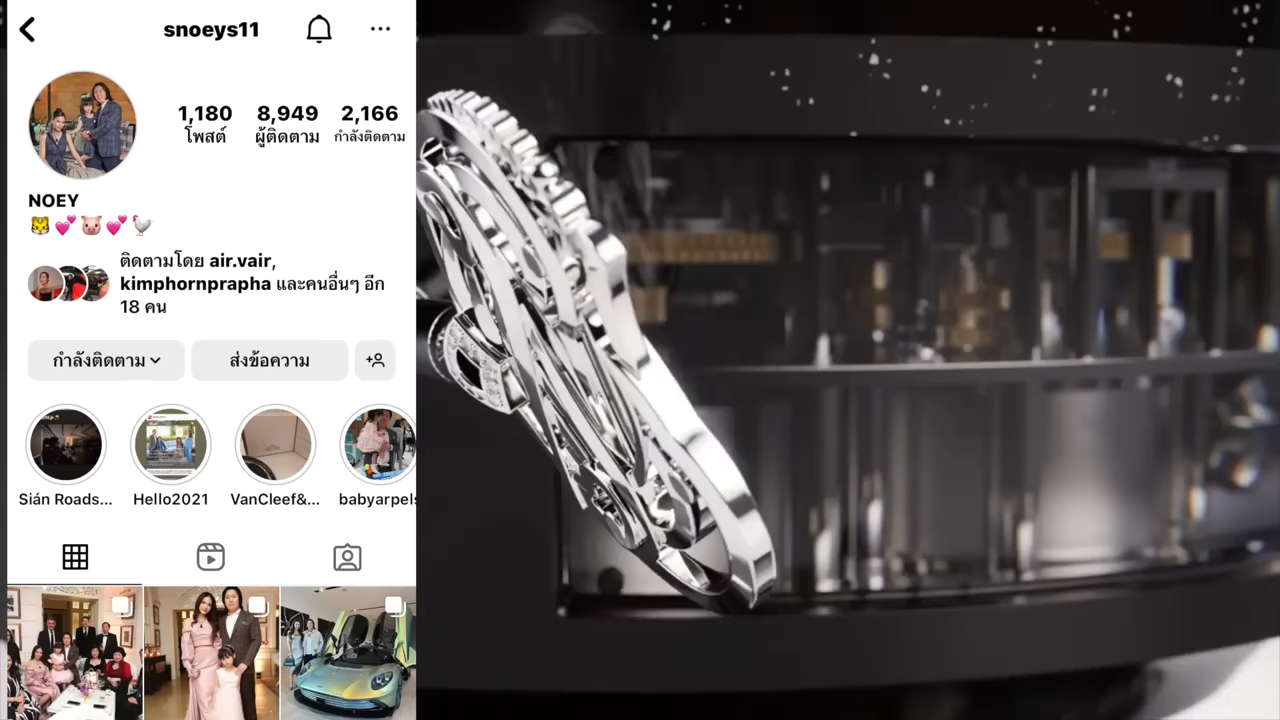 snoeys11
1,180
8,949
2,166
โพสต์
ผู้ติดตาม
กำลังติดตาม
NOEY
🐯💕🐷💕🐓
ติดตามโดย air.vair,
kimphornprapha และคนอื่นๆ อีก
18 คน
กำลังติดตาม
ส่งข้อความ
Sián Roads...
Hello2021
VanCleef&...
babyarpels